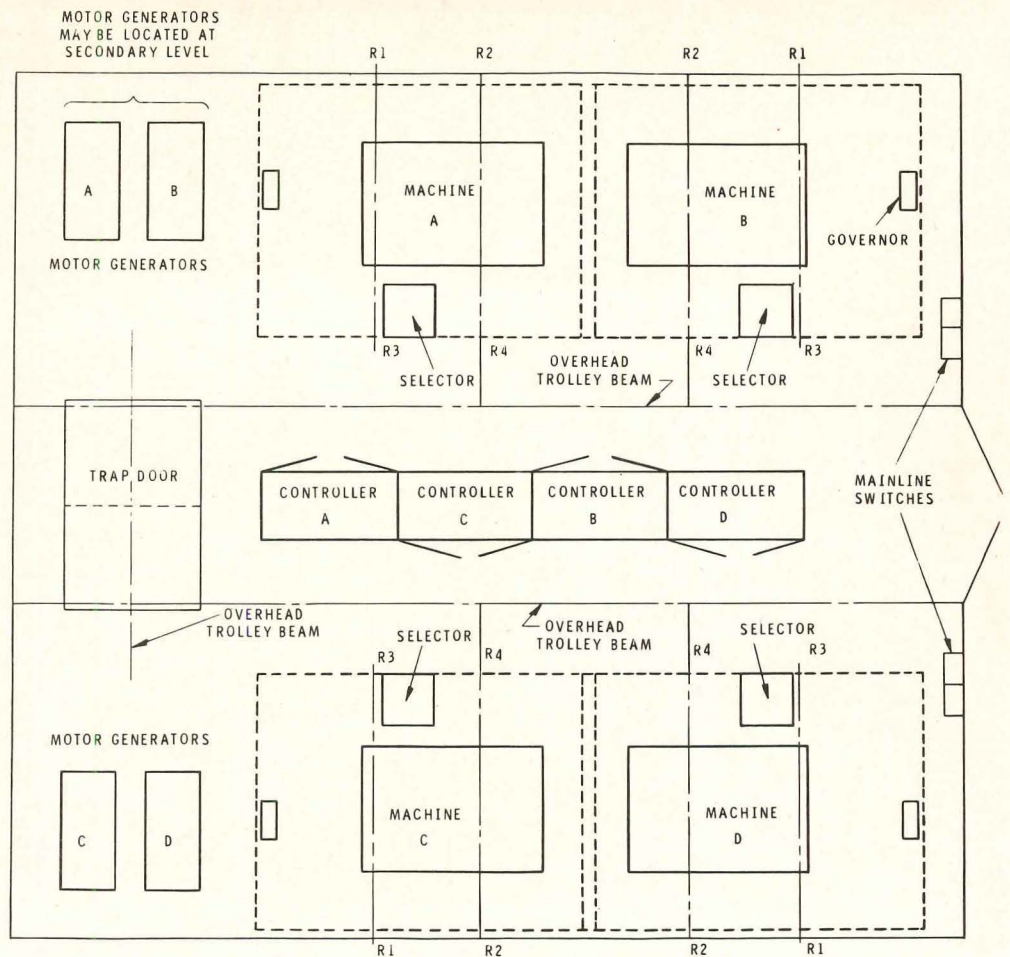 MOTOR GENERATORS
MAY BE LOCATED AT
SECONDARY LEVEL
R1
R2
R2
R1
A
B
MACHINE
A
MACHINE
B
GOVERNOR
MOTOR GENERATORS
R3
R4
R4
R3
SELECTOR
OVERHEAD
TROLLEY BEAM
SELECTOR
TRAP DOOR
CONTROLLER
A
CONTROLLER
C
CONTROLLER
B
CONTROLLER
D
MAINLINE
SWITCHES
OVERHEAD
TROLLEY BEAM
SELECTOR
OVERHEAD
TROLLEY BEAM
SELECTOR
R3
R4
R4
R3
MOTOR GENERATORS
C
D
MACHINE
C
MACHINE
D
R1
R2
R2
R1